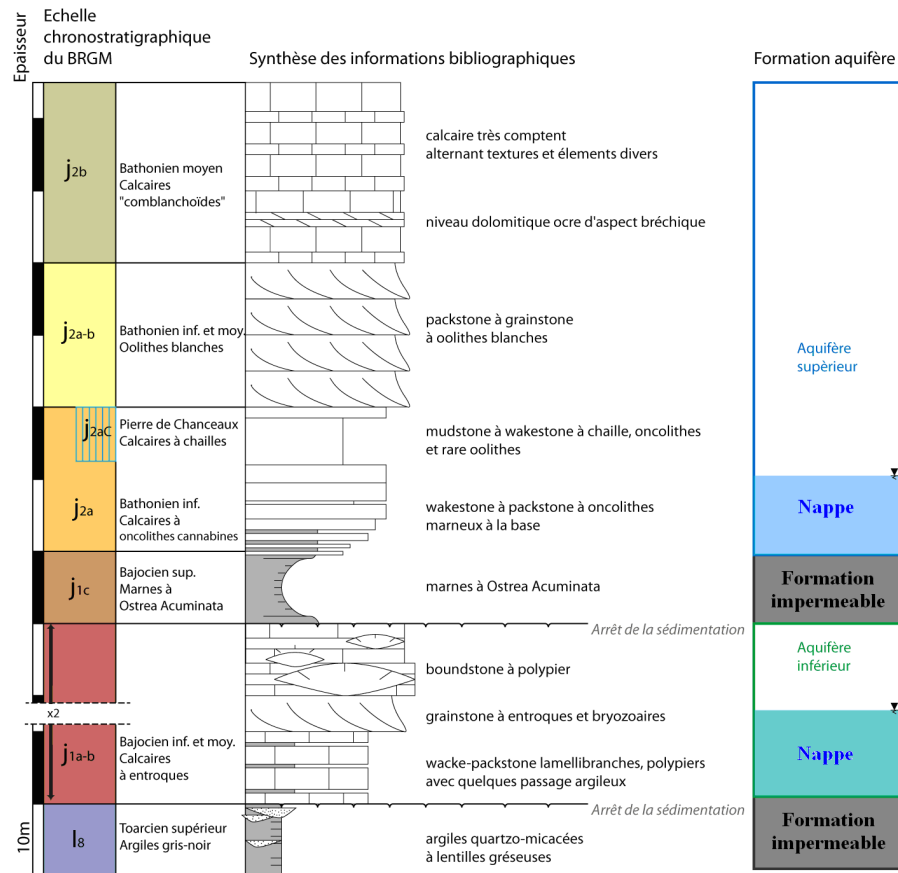 Epaisseur
Echelle
chronostratigraphique
du BRGM
Synthèse des informations bibliographiques
Formation aquifère
j2b
Bathonien moyen
Calcaires
"comblanchoïdes"
calcaire très comptent
alternant textures et élements divers
niveau dolomitique ocre d'aspect bréchique
j2a-b
Bathonien inf. et moy.
Oolithes blanches
packstone à grainstone
à oolithes blanches
Aquifère
supèrieur
j2aC
Pierre de Chanceaux
Calcaires à chailles
mudstone à wakestone à chaille, oncolithes
et rare oolithes
j2a
Bathonien inf.
Calcaires à
oncolithes cannabines
wakestone à packstone à oncolithes
marneux à la base
Nappe
j1c
Bajocien sup.
Marnes à
Ostrea Acuminata
marnes à Ostrea Acuminata
Formation
impermeable
Arrêt de la sédimentation
boundstone à polypier
Aquifère
inférieur
x2
grainstone à entroques et bryozoaires
j1a-b
Bajocien inf. et moy.
Calcaires
à entroques
wacke-packstone lamellibranches, polypiers
avec quelques passage argileux
Nappe
Arrêt de la sédimentation
10m
l8
Toarcien supérieur
Argiles gris-noir
argiles quartzo-micacées
à lentilles gréseuses
Formation
impermeable